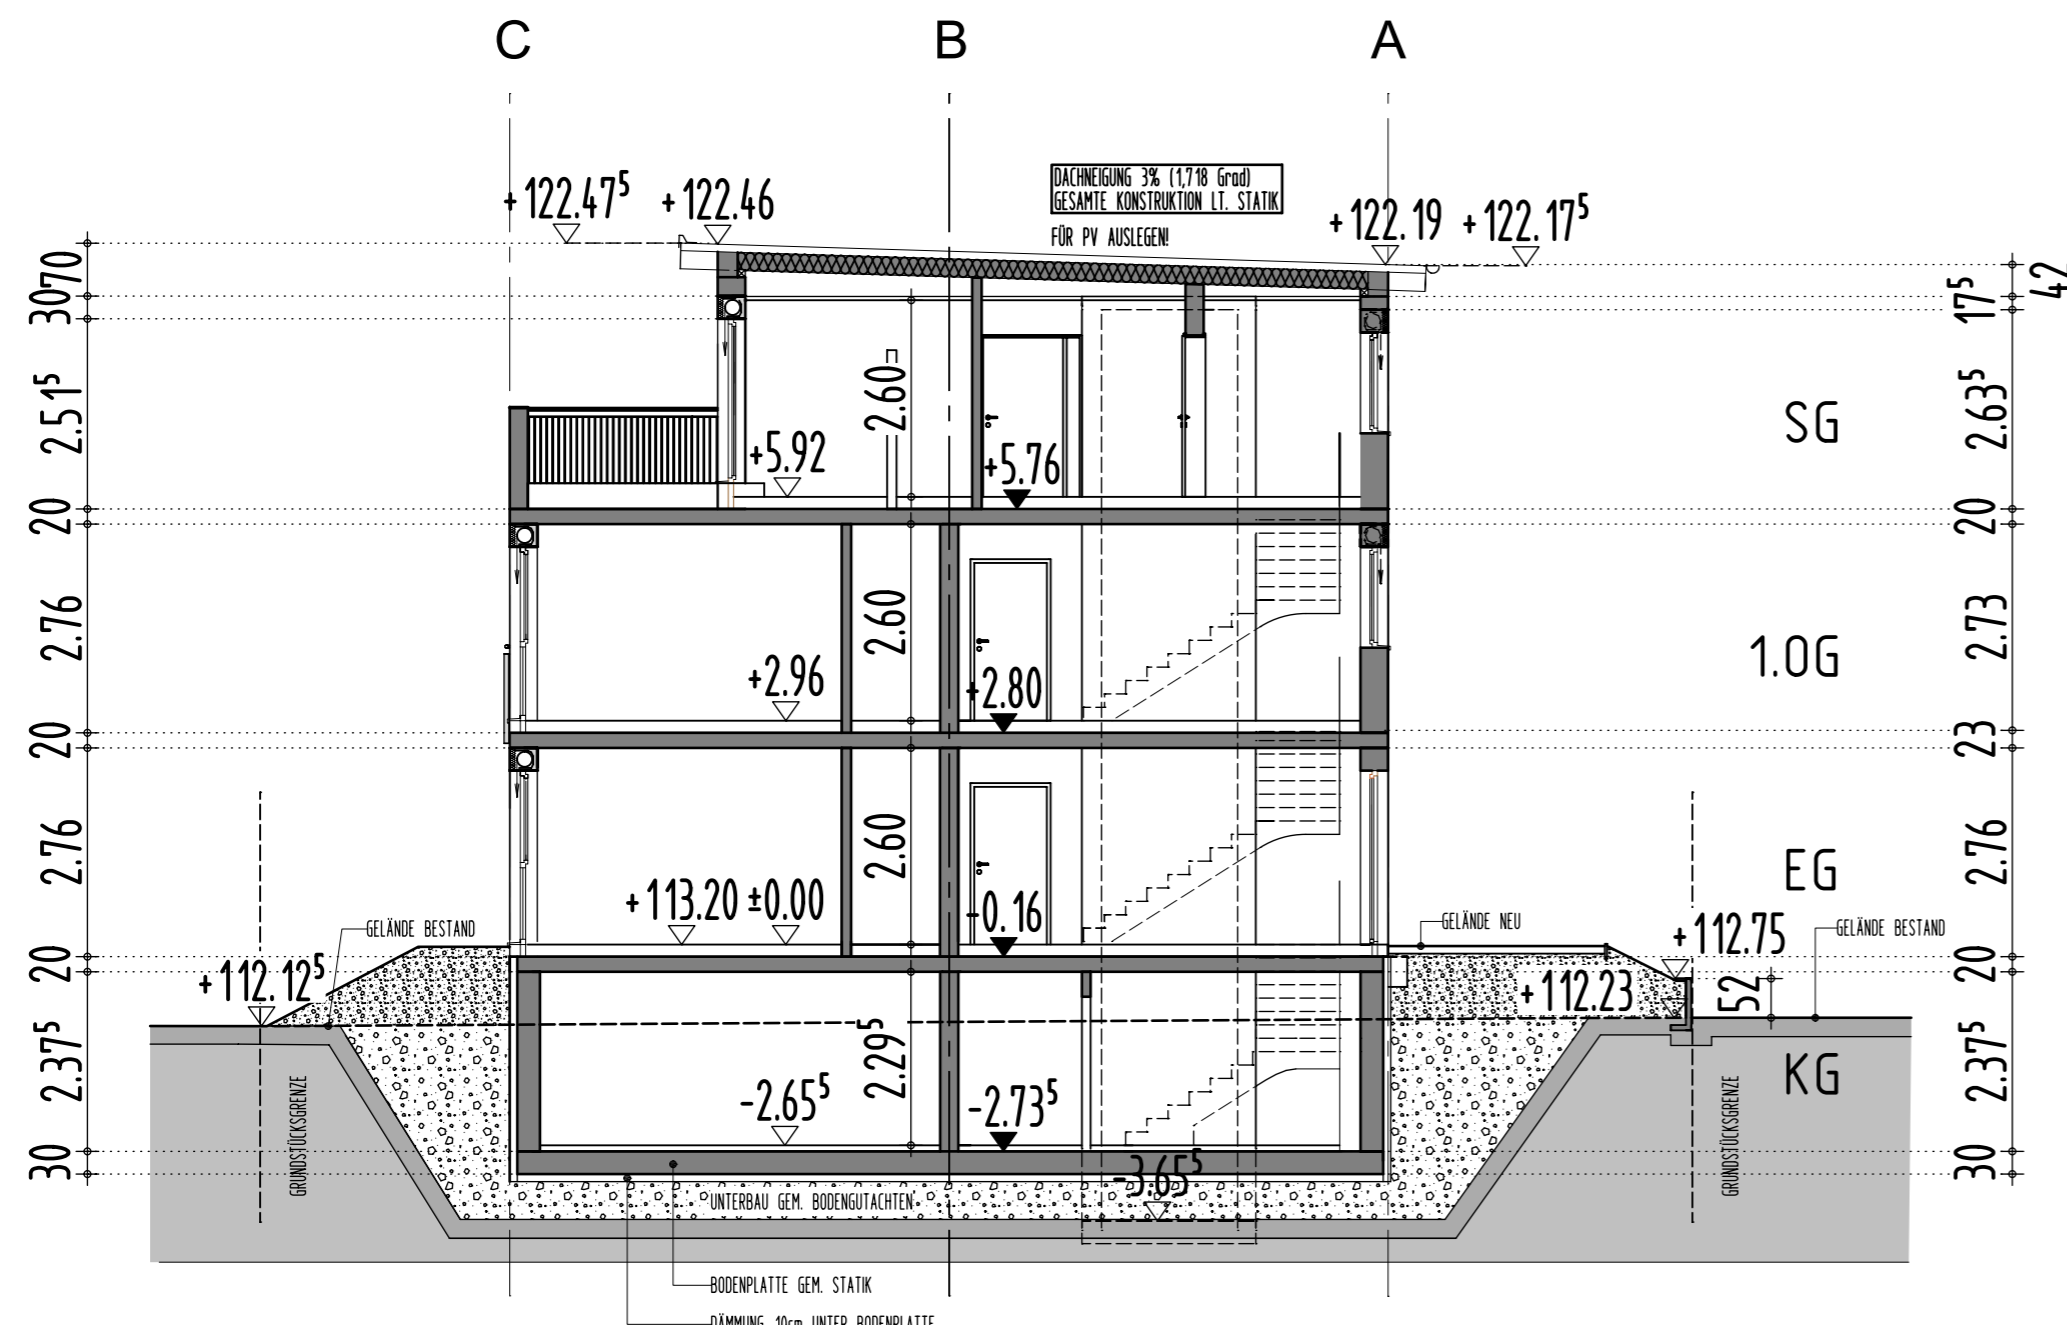 C
B
A
DACHNEIGUNG 3% (1,718 Grad)
GESAMTE KONSTRUKTION LT. STATIK
FÜR PV AUSLEGEN!
+122.47⁵
+122.46
+122.19
+122.17⁵
70
30
2.51⁵
20
2.76
20
2.76
20
2.37⁵
30
42
17⁵
2.63⁵
20
2.73
23
2.76
20
2.37⁵
30
SG
1.OG
EG
KG
2.60
+5.92
+5.76
2.60
+2.96
+2.80
2.60
+113.20
±0.00
-0.16
GELÄNDE BESTAND
+112.12⁵
GELÄNDE NEU
+112.75
GELÄNDE BESTAND
+112.23
52
2.29⁵
-2.65⁵
-2.73⁵
-3.65⁵
GRUNDSTÜCKSGRENZE
GRUNDSTÜCKSGRENZE
UNTERBAU GEM. BODENGUTACHTEN
BODENPLATTE GEM. STATIK
DÄMMUNG 10cm UNTER BODENPLATTE